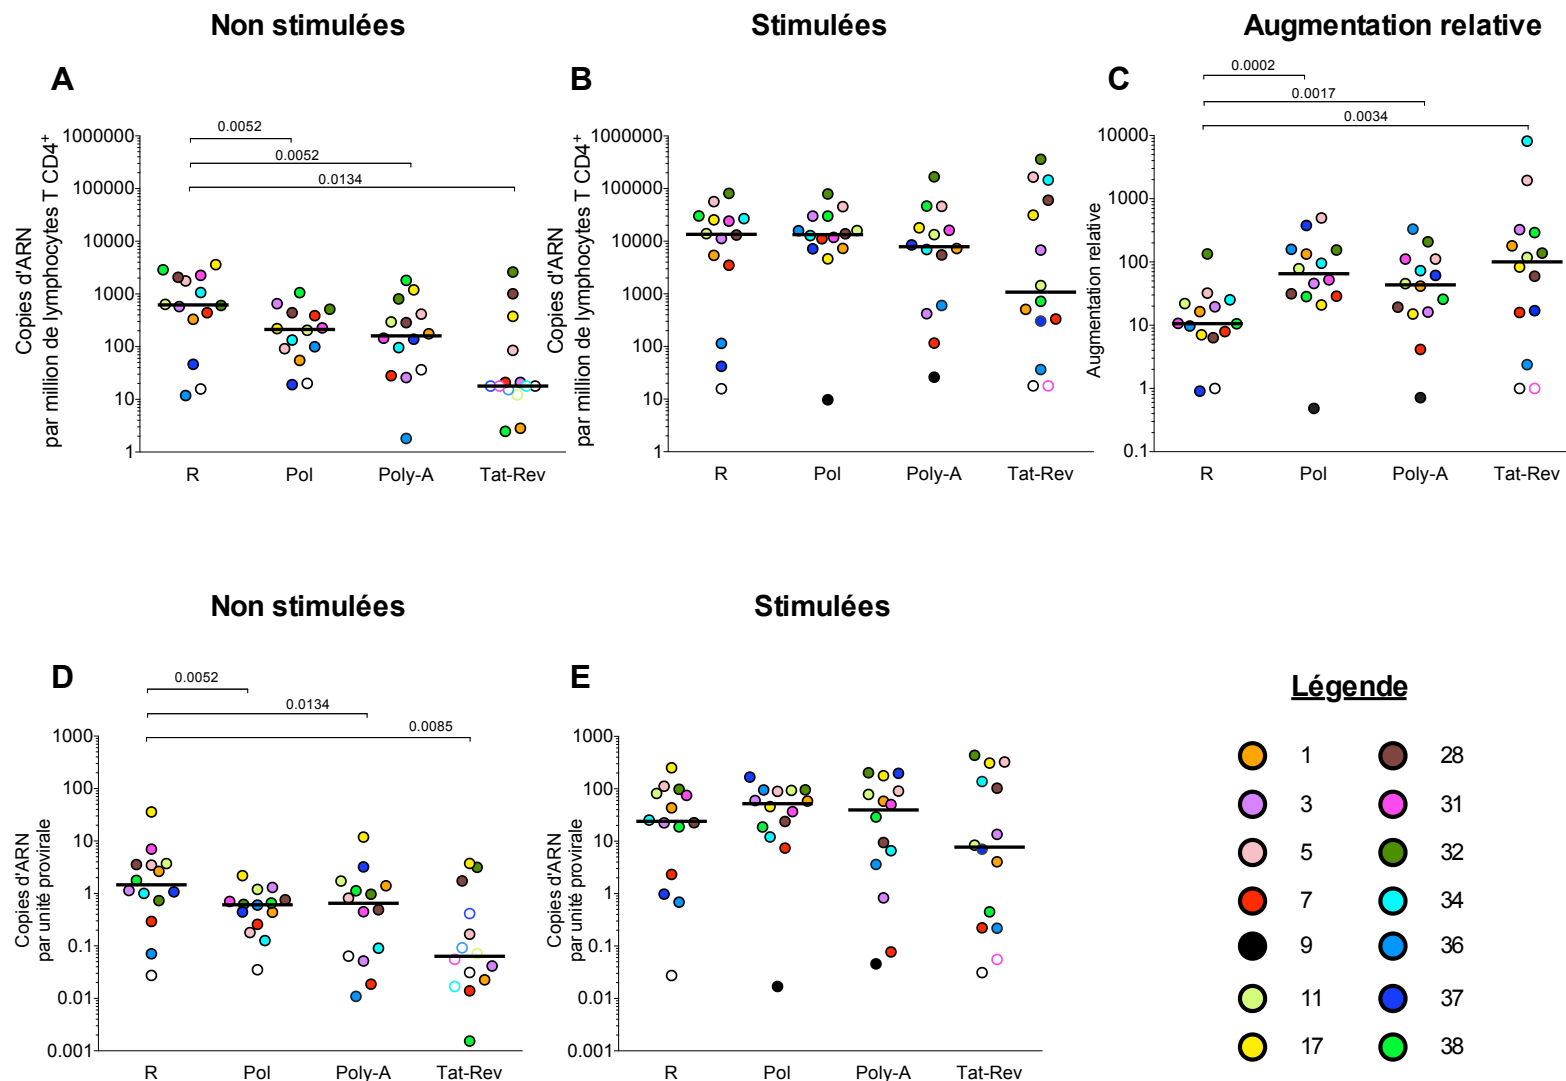 Non stimulées
Stimulées
Augmentation relative
A
Copies d'ARN
par million de lymphocytes T CD4+
0.0052
0.0052
0.0134
1000000
100000
10000
1000
100
10
1
R Pol Poly-A Tat-Rev
B
Copies d'ARN
par million de lymphocytes T CD4+
1000000
100000
10000
1000
100
10
1
R Pol Poly-A Tat-Rev
C
Augmentation relative
0.0002
0.0017
0.0034
10000
1000
100
10
1
0.1
R Pol Poly-A Tat-Rev
Non stimulées
Stimulées
D
Copies d'ARN
par unité provirale
0.0052
0.0134
0.0085
1000
100
10
1
0.1
0.01
0.001
R Pol Poly-A Tat-Rev
E
Copies d'ARN
par unité provirale
1000
100
10
1
0.1
0.01
0.001
R Pol Poly-A Tat-Rev
Légende
1 28
3 31
5 32
7 34
9 36
11 37
17 38